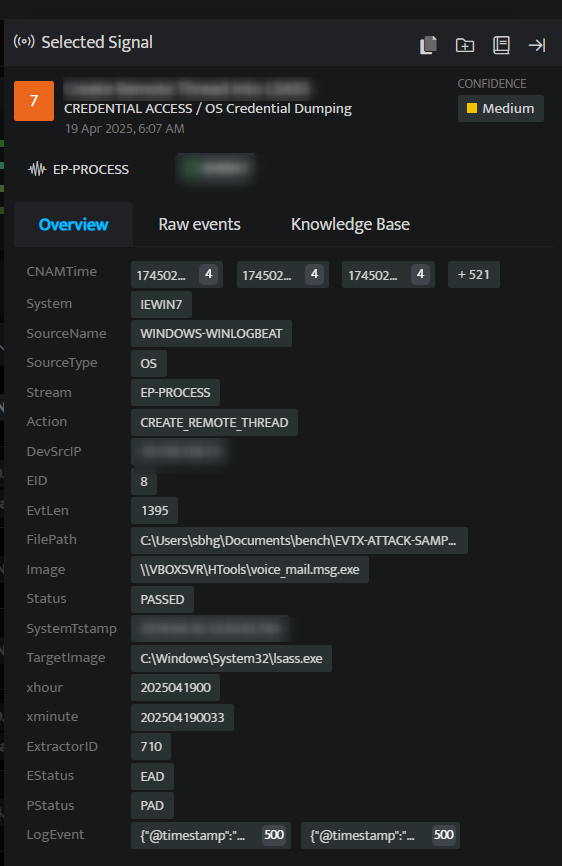 Selected Signal
7
CREDENTIAL ACCESS / OS Credential Dumping
19 Apr 2025, 6:07 AM
CONFIDENCE
Medium
EP-PROCESS
Overview Raw events Knowledge Base
CNAMTime 174502... 4 174502... 4 174502... 4 + 521
System IEWIN7
SourceName WINDOWS-WINLOGBEAT
SourceType OS
Stream EP-PROCESS
Action CREATE_REMOTE_THREAD
DevSrcIP
EID 8
EvtLen 1395
FilePath C:\Users\sbhg\Documents\bench\EVTX-ATTACK-SAMP...
Image \\VBOXSVR\HTools\voice_mail.msg.exe
Status PASSED
SystemTstamp
TargetImage C:\Windows\System32\lsass.exe
xhour 2025041900
xminute 202504190033
ExtractorID 710
EStatus EAD
PStatus PAD
LogEvent {"@timestamp":"... 500 {"@timestamp":"... 500